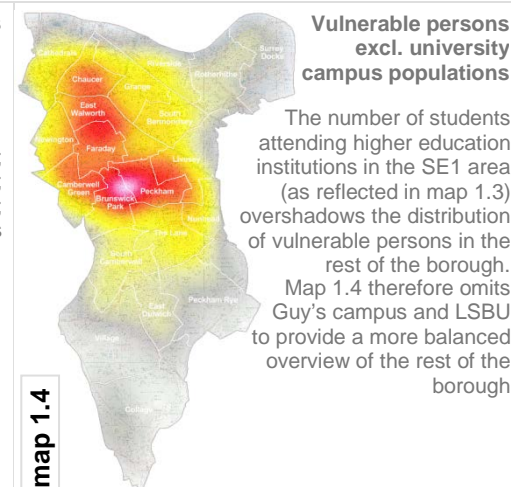 Vulnerable persons
excl. university
campus populations
The number of students
attending higher education
institutions in the SE1 area
(as reflected in map 1.3)
overshadows the distribution
of vulnerable persons in the
rest of the borough.
Map 1.4 therefore omits
Guy's campus and LSBU
to provide a more balanced
overview of the rest of the
borough
Cathedrals
Riverside
Surrey
Docks
Rotherhithe
Chaucer
Grange
East
Walworth
South
Bermondsey
Newington
Faraday
Livesey
Camberwell
Green
Brunswick
Park
Peckham
Nunhead
The Lane
South
Camberwell
East
Dulwich
Peckham Rye
Village
College
map 1.4